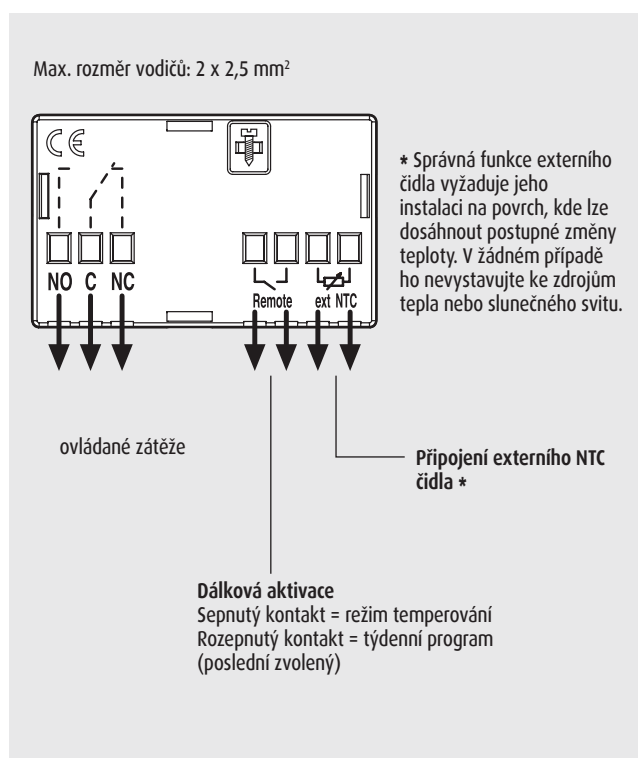 Max. rozměr vodičů: 2 x 2,5 mm²
CE
* Správná funkce externího
čidla vyžaduje jeho
instalaci na povrch, kde lze
dosáhnout postupné změny
teploty. V žádném případě
ho nevystavujte ke zdrojům
tepla nebo slunečného svitu.
NO C NC
Remote ext NTC
ovládané zátěže
Připojení externího NTC
čidla *
Dálková aktivace
Sepnutý kontakt = režim temperování
Rozepnutý kontakt = týdenní program
(poslední zvolený)